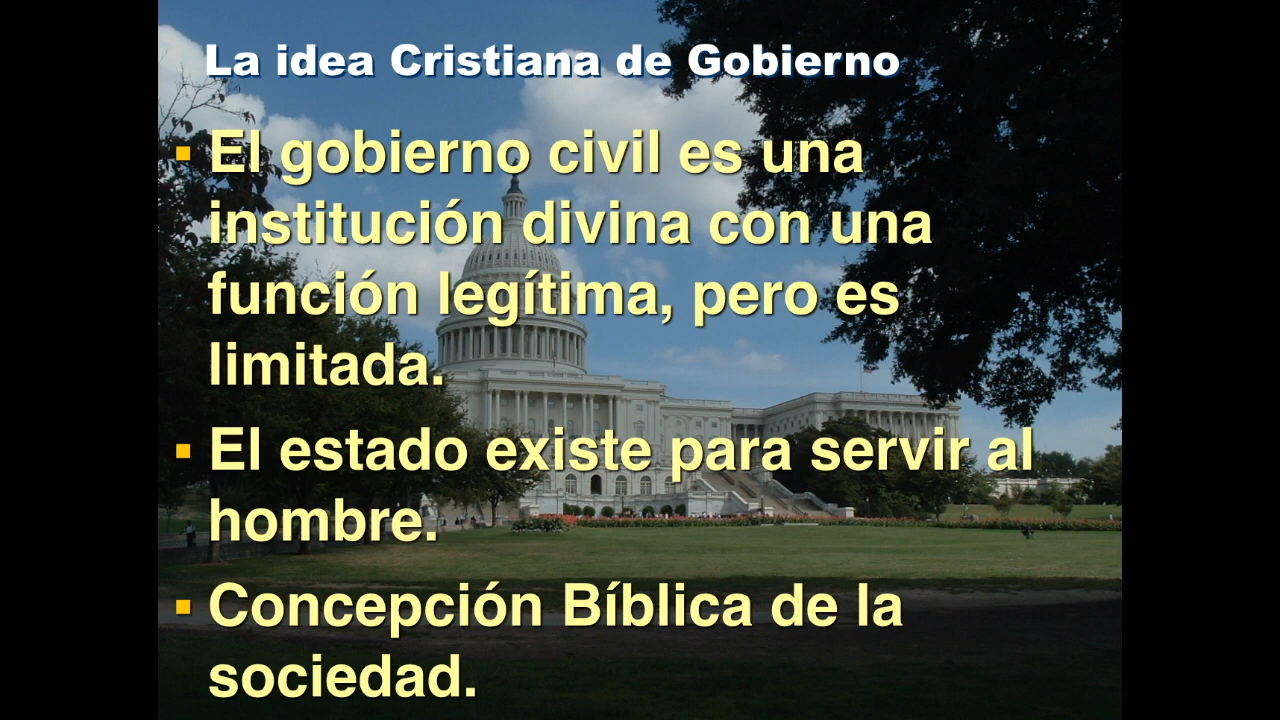 La idea Cristiana de Gobierno
▪ El gobierno civil es una
institución divina con una
función legítima, pero es
limitada.
▪ El estado existe para servir al
hombre.
▪ Concepción Bíblica de la
sociedad.